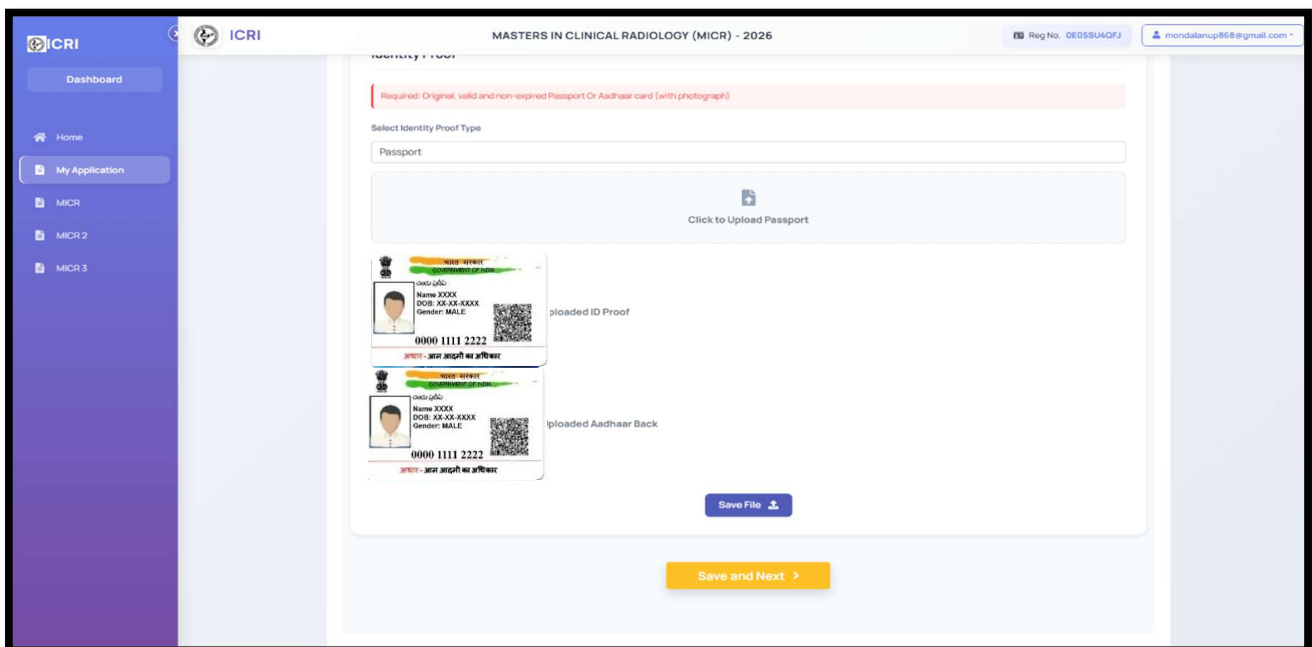 ICRI
ICRI
MASTERS IN CLINICAL RADIOLOGY (MICR) - 2026
Reg No. 0E05SU4QFJ
mondalanup868@gmail.com
Dashboard
Home
My Application
MICR
MICR 2
MICR 3
Identity Proof
Required: Original, valid and non-expired Passport Or Aadhaar card (with photograph)
Select Identity Proof Type
Passport
Click to Upload Passport
भारत सरकार
GOVERNMENT OF INDIA
Name XXXX
DOB: XX-XX-XXXX
Gender: MALE
0000 1111 2222
आधार - आम आदमी का अधिकार
ploaded ID Proof
भारत सरकार
GOVERNMENT OF INDIA
Name XXXX
DOB: XX-XX-XXXX
Gender: MALE
0000 1111 2222
आधार - आम आदमी का अधिकार
ploaded Aadhaar Back
Save File
Save and Next